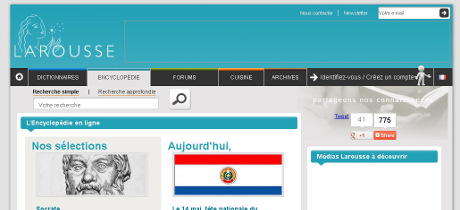 Nous contacter | Newsletter
Votre e-mail
LAROUSSE
DICTIONNAIRES ENCYCLOPÉDIE FORUMS CUISINE ARCHIVES Identifiez-vous / Créez un compte
Recherche simple | Recherche approfondie
Votre recherche
partageons nos connaissances
Tweet 41 775
+1 Share
L'Encyclopédie en ligne
Nos sélections
Aujourd'hui,
Médias Larousse à découvrir
Socrate
Le 14 mai, fête nationale du